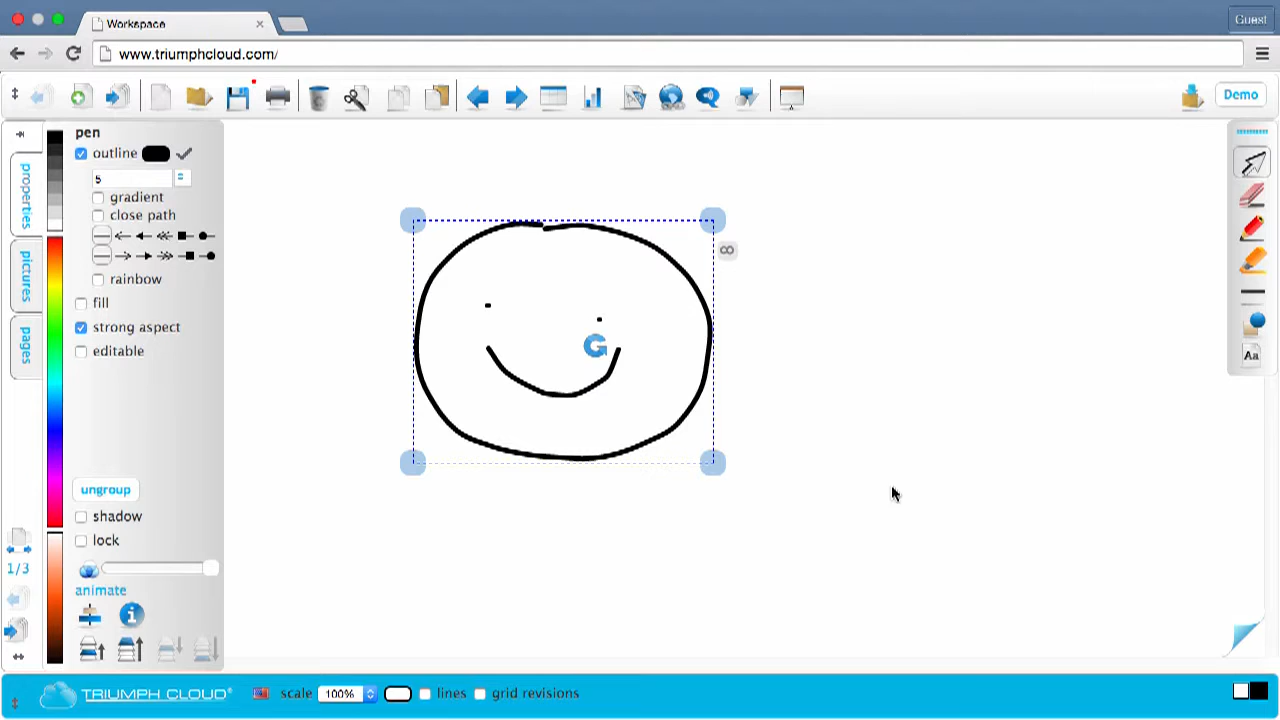 Workspace
Guest
www.triumphcloud.com/
Demo
pen
outline
5
gradient
close path
rainbow
fill
strong aspect
editable
properties
pictures
pages
ungroup
shadow
lock
1/3
animate
Aa
TRIUMPH CLOUD®
scale 100% lines grid revisions